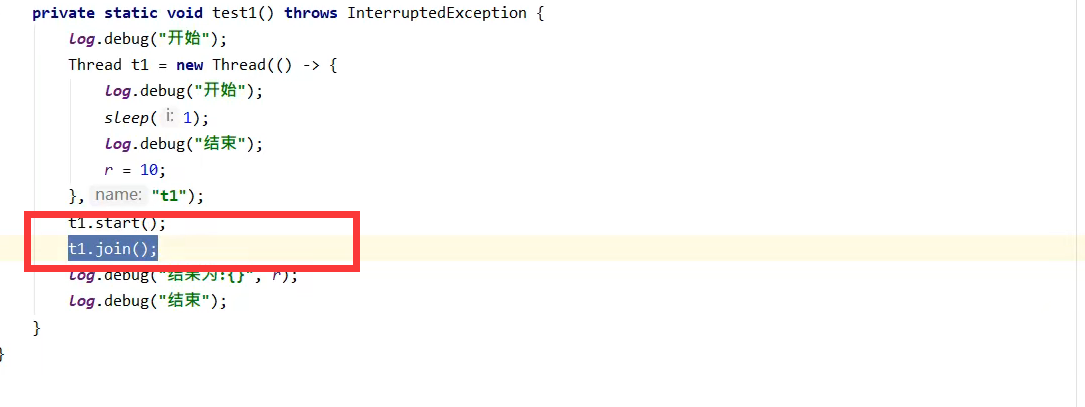 private static void test1() throws InterruptedException {
log.debug("开始");
Thread t1 = new Thread(() -> {
log.debug("开始");
sleep( i: 1);
log.debug("结束");
r = 10;
}, name: "t1");
t1.start();
t1.join();
log.debug("结果为:{}", r);
log.debug("结束");
}
}